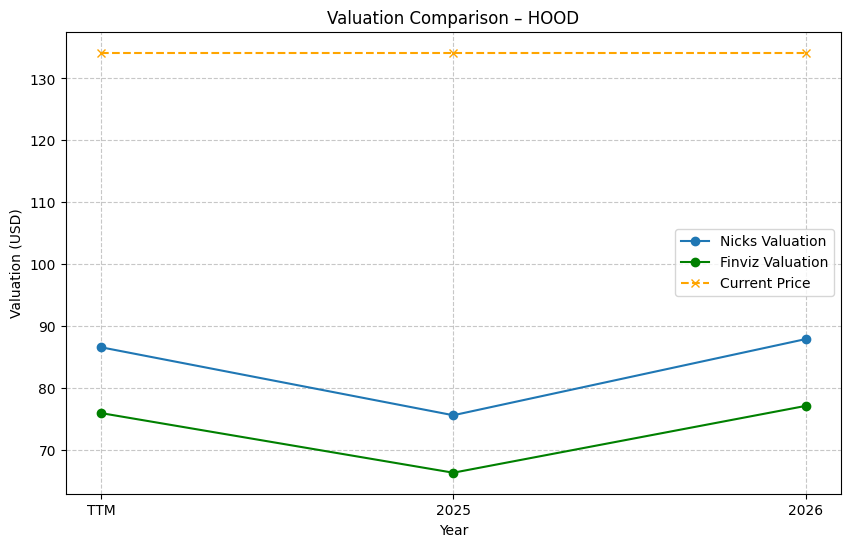 Valuation Comparison – HOOD
Valuation (USD)
130
120
110
100
90
80
70
Nicks Valuation
Finviz Valuation
Current Price
TTM
2025
2026
Year